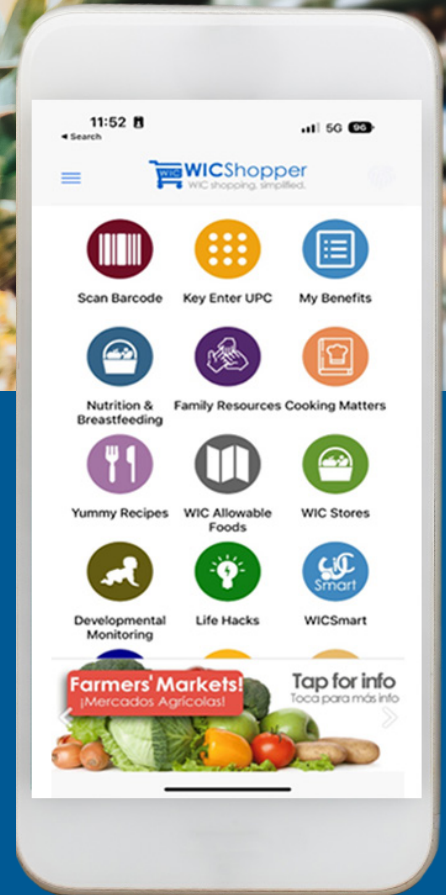 11:52
5G 96
◄ Search
WIC WICShopper
WIC shopping, simplified.
Scan Barcode
Key Enter UPC
My Benefits
Nutrition &
Breastfeeding
Family Resources
Cooking Matters
Yummy Recipes
WIC Allowable
Foods
WIC Stores
WIC
Smart
Developmental
Monitoring
Life Hacks
WICSmart
Farmers' Markets!
¡Mercados Agrícolas!
Tap for info
Toca para más info